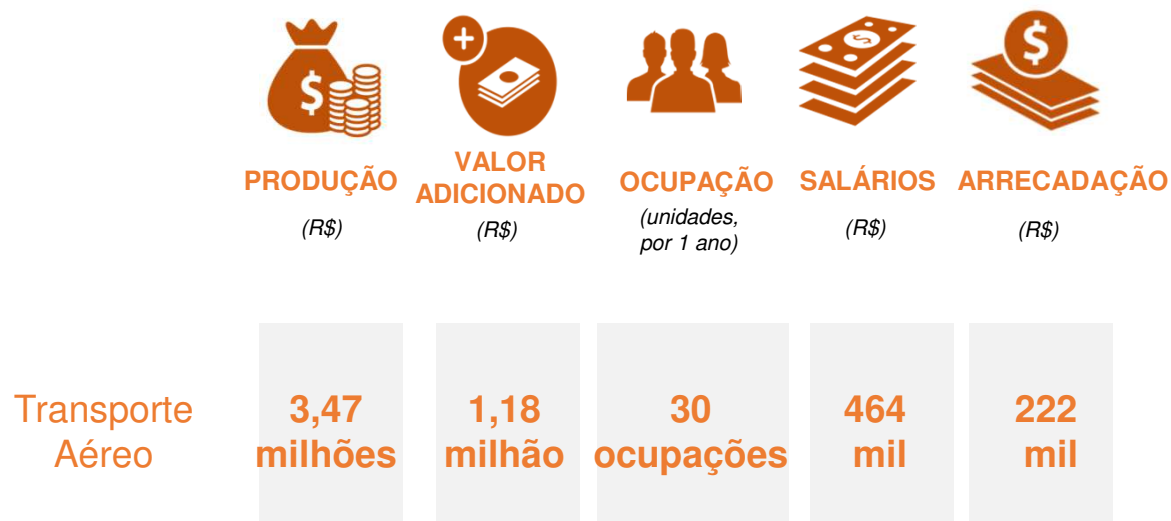 PRODUÇÃO
(R$)
VALOR
ADICIONADO
(R$)
OCUPAÇÃO
(unidades,
por 1 ano)
SALÁRIOS
(R$)
ARRECADAÇÃO
(R$)
Transporte
Aéreo
3,47
milhões
1,18
milhão
30
ocupações
464
mil
222
mil